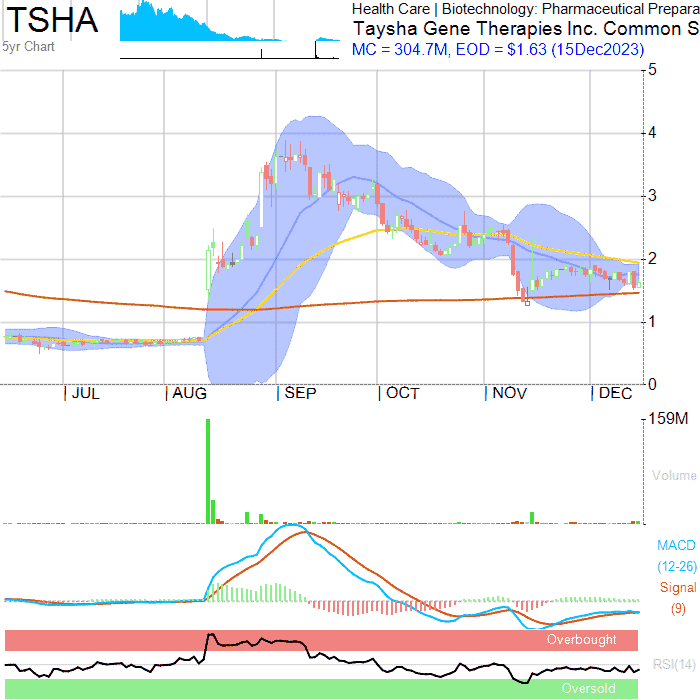 TSHA
5yr Chart
Health Care | Biotechnology: Pharmaceutical Prepara
Taysha Gene Therapies Inc. Common S
MC = 304.7M, EOD = $1.63 (15Dec2023)
5
4
3
2
1
0
JUL
AUG
SEP
OCT
NOV
DEC
159M
Volume
MACD
(12-26)
Signal
(9)
Overbought
RSI(14)
Oversold